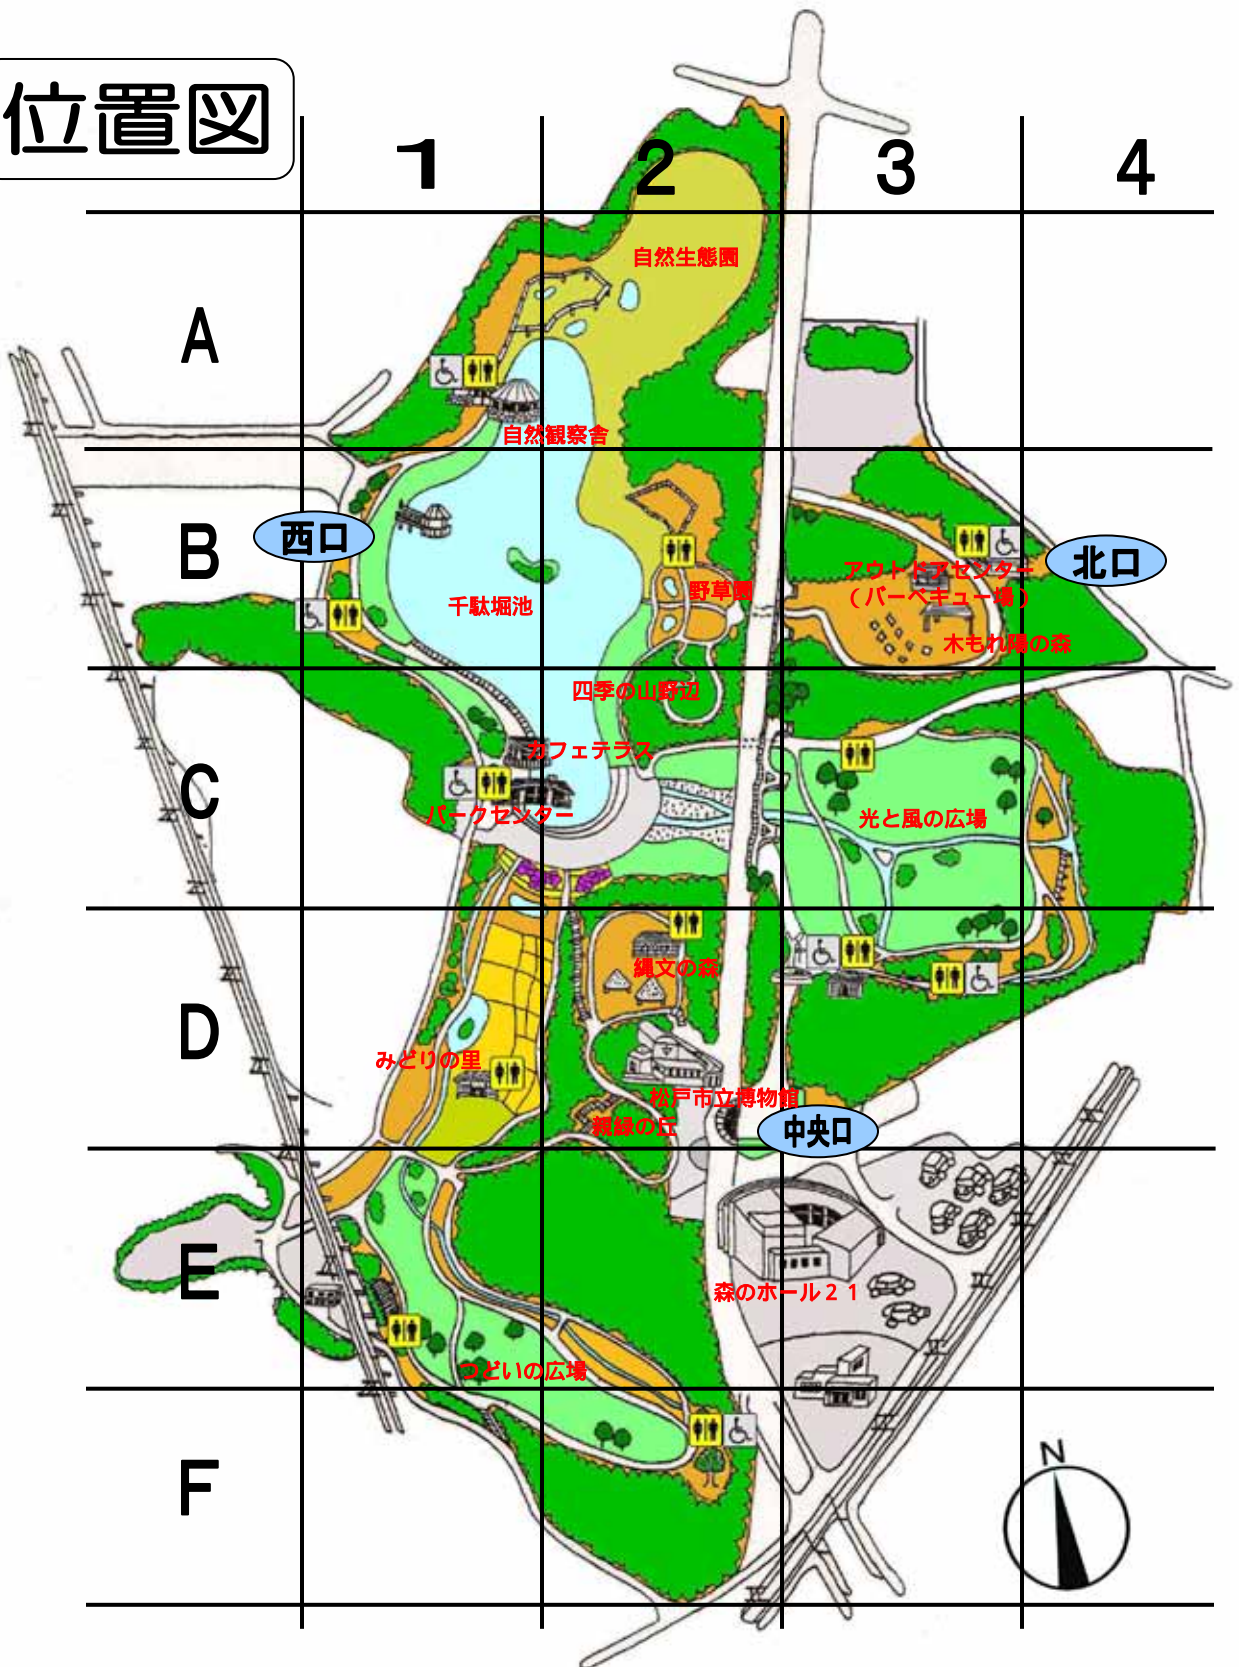 位置図
1 2 3 4
A
自然生態園
自然観察舎
B
西口
北口
アウトドアセンター
（バーベキュー場）
野草園
千駄堀池
木もれ陽の森
四季の山野辺
カフェテラス
C
パークセンター
光と風の広場
縄文の森
D
みどりの里
松戸市立博物館
親緑の丘
中央口
E
森のホール２１
つどいの広場
F
N